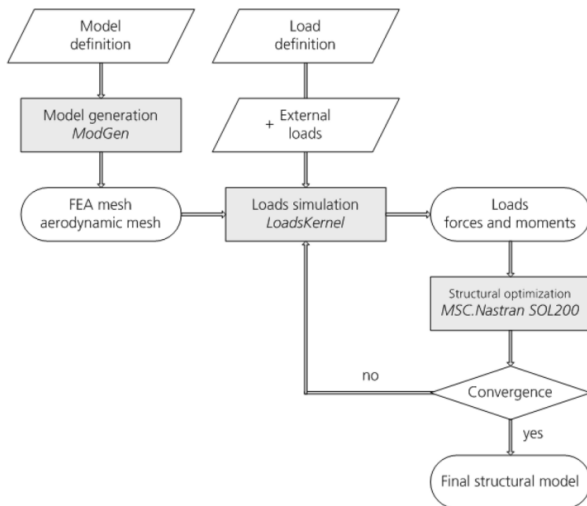 Model
definition
Load
definition
Model generation
ModGen
+ External
loads
FEA mesh
aerodynamic mesh
Loads simulation
LoadsKernel
Loads
forces and moments
Structural optimization
MSC.Nastran SOL200
no
Convergence
yes
Final structural model